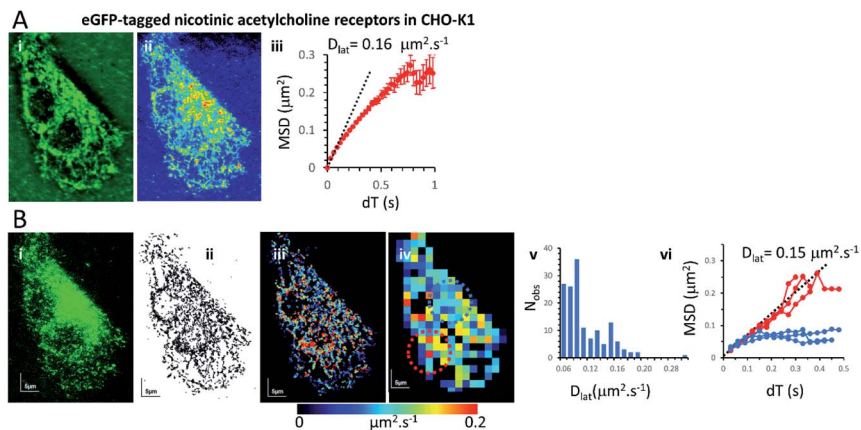 A
eGFP-tagged nicotinic acetylcholine receptors in CHO-K1
i
ii
iii
D_lat = 0.16 μm².s⁻¹
MSD (μm²)
0.3
0.2
0.1
0
0 0.5 1
dT (s)
B
i
5μm
ii
5μm
iii
5μm
iv
5μm
0 μm².s⁻¹ 0.2
v
N_obs
40
30
20
10
0
0.06 0.12 0.20 0.28
D_lat(μm².s⁻¹)
vi
D_lat= 0.15 μm².s⁻¹
MSD (μm²)
0.3
0.2
0.1
0
0 0.1 0.2 0.3 0.4 0.5
dT (s)